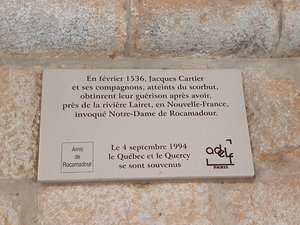 En février 1536, Jacques Cartier
et ses compagnons, atteints du scorbut,
obtinrent leur guérison après avoir,
près de la rivière Lairet, en Nouvelle-France,
invoqué Notre-Dame de Rocamadour.
Amis
de
Rocamadour
Le 4 septembre 1994
le Québec et le Quercy
se sont souvenus
adelf
PARIS